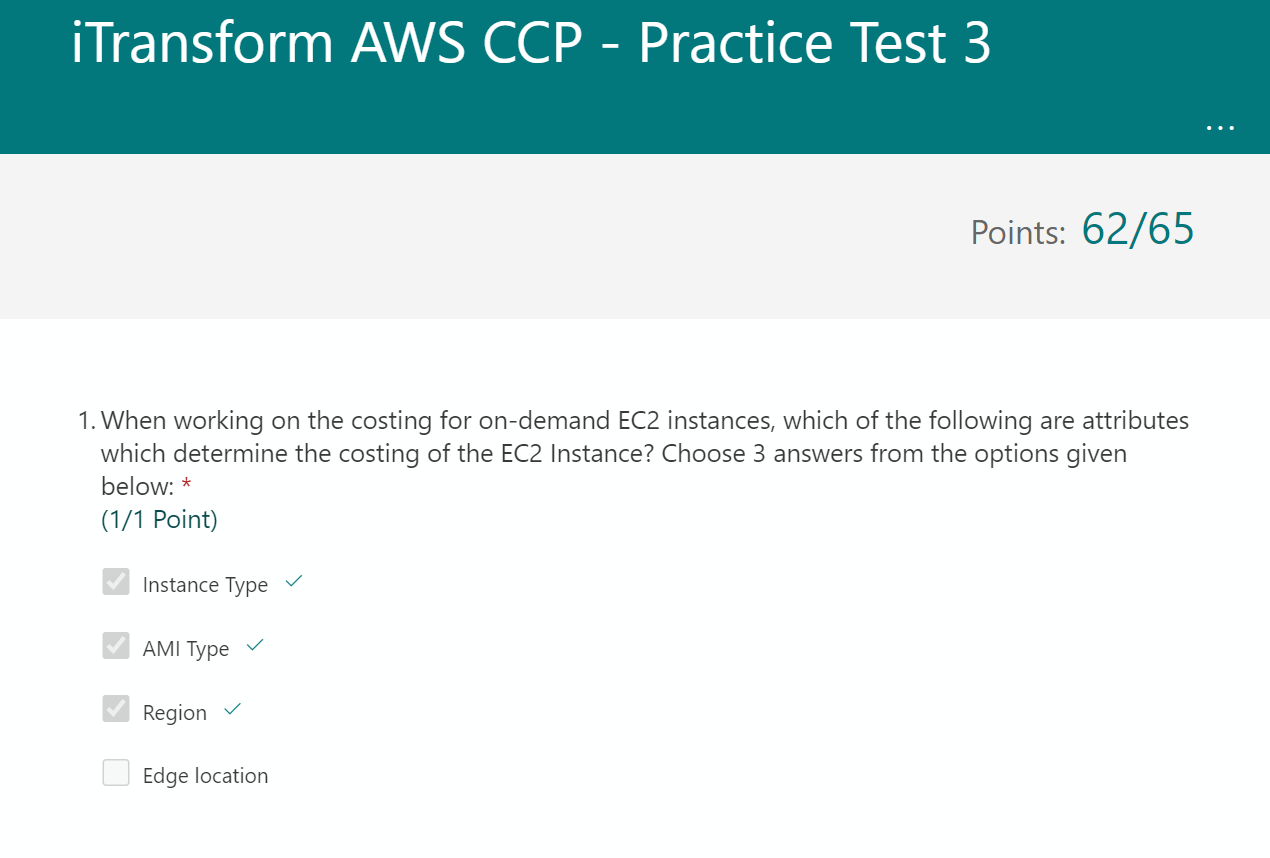 iTransform AWS CCP - Practice Test 3
...
Points: 62/65
1. When working on the costing for on-demand EC2 instances, which of the following are attributes
which determine the costing of the EC2 Instance? Choose 3 answers from the options given
below: *
(1/1 Point)
Instance Type
AMI Type
Region
Edge location